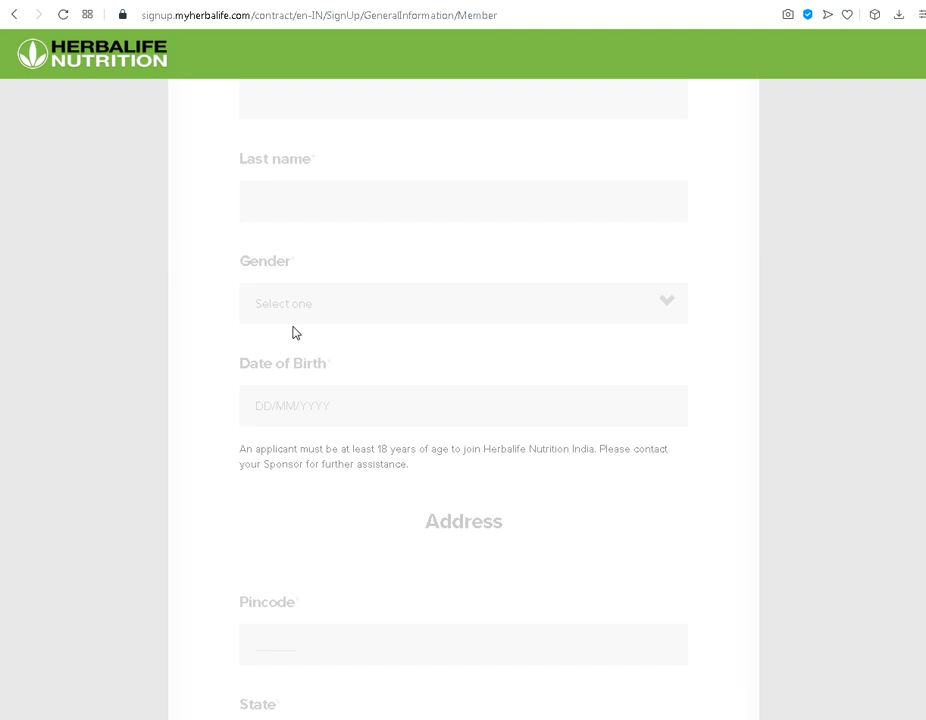 signup.myherbalife.com/contract/en-IN/SignUp/GeneralInformation/Member
HERBALIFE
NUTRITION
Last name*
Gender*
Select one
Date of Birth*
DD/MM/YYYY
An applicant must be at least 18 years of age to join Herbalife Nutrition India. Please contact
your Sponsor for further assistance.
Address
Pincode*
______
State*